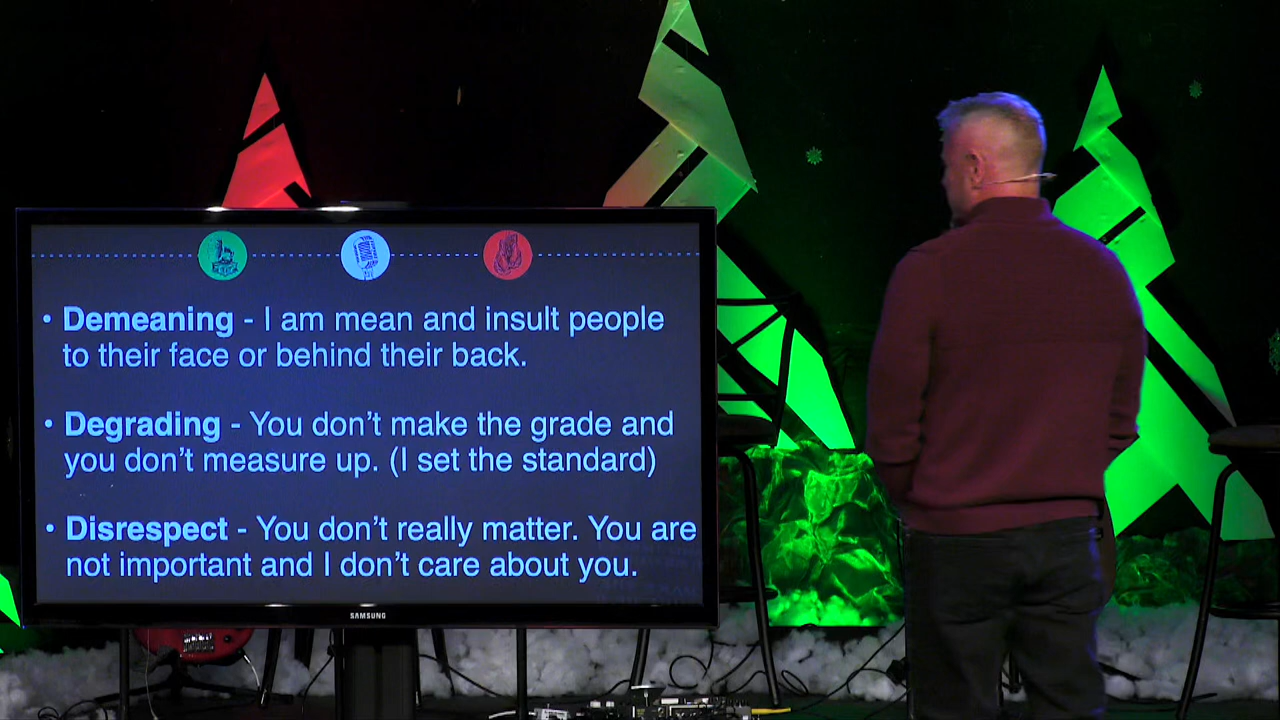 • Demeaning - I am mean and insult people
to their face or behind their back.
• Degrading - You don't make the grade and
you don't measure up. (I set the standard)
• Disrespect - You don't really matter. You are
not important and I don't care about you.
SAMSUNG